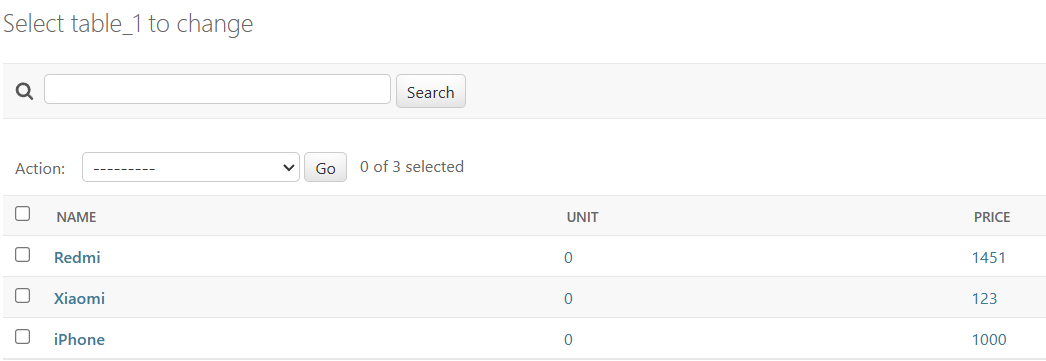 Select table_1 to change
Search
Action: --------- Go 0 of 3 selected
NAME UNIT PRICE
Redmi 0 1451
Xiaomi 0 123
iPhone 0 1000